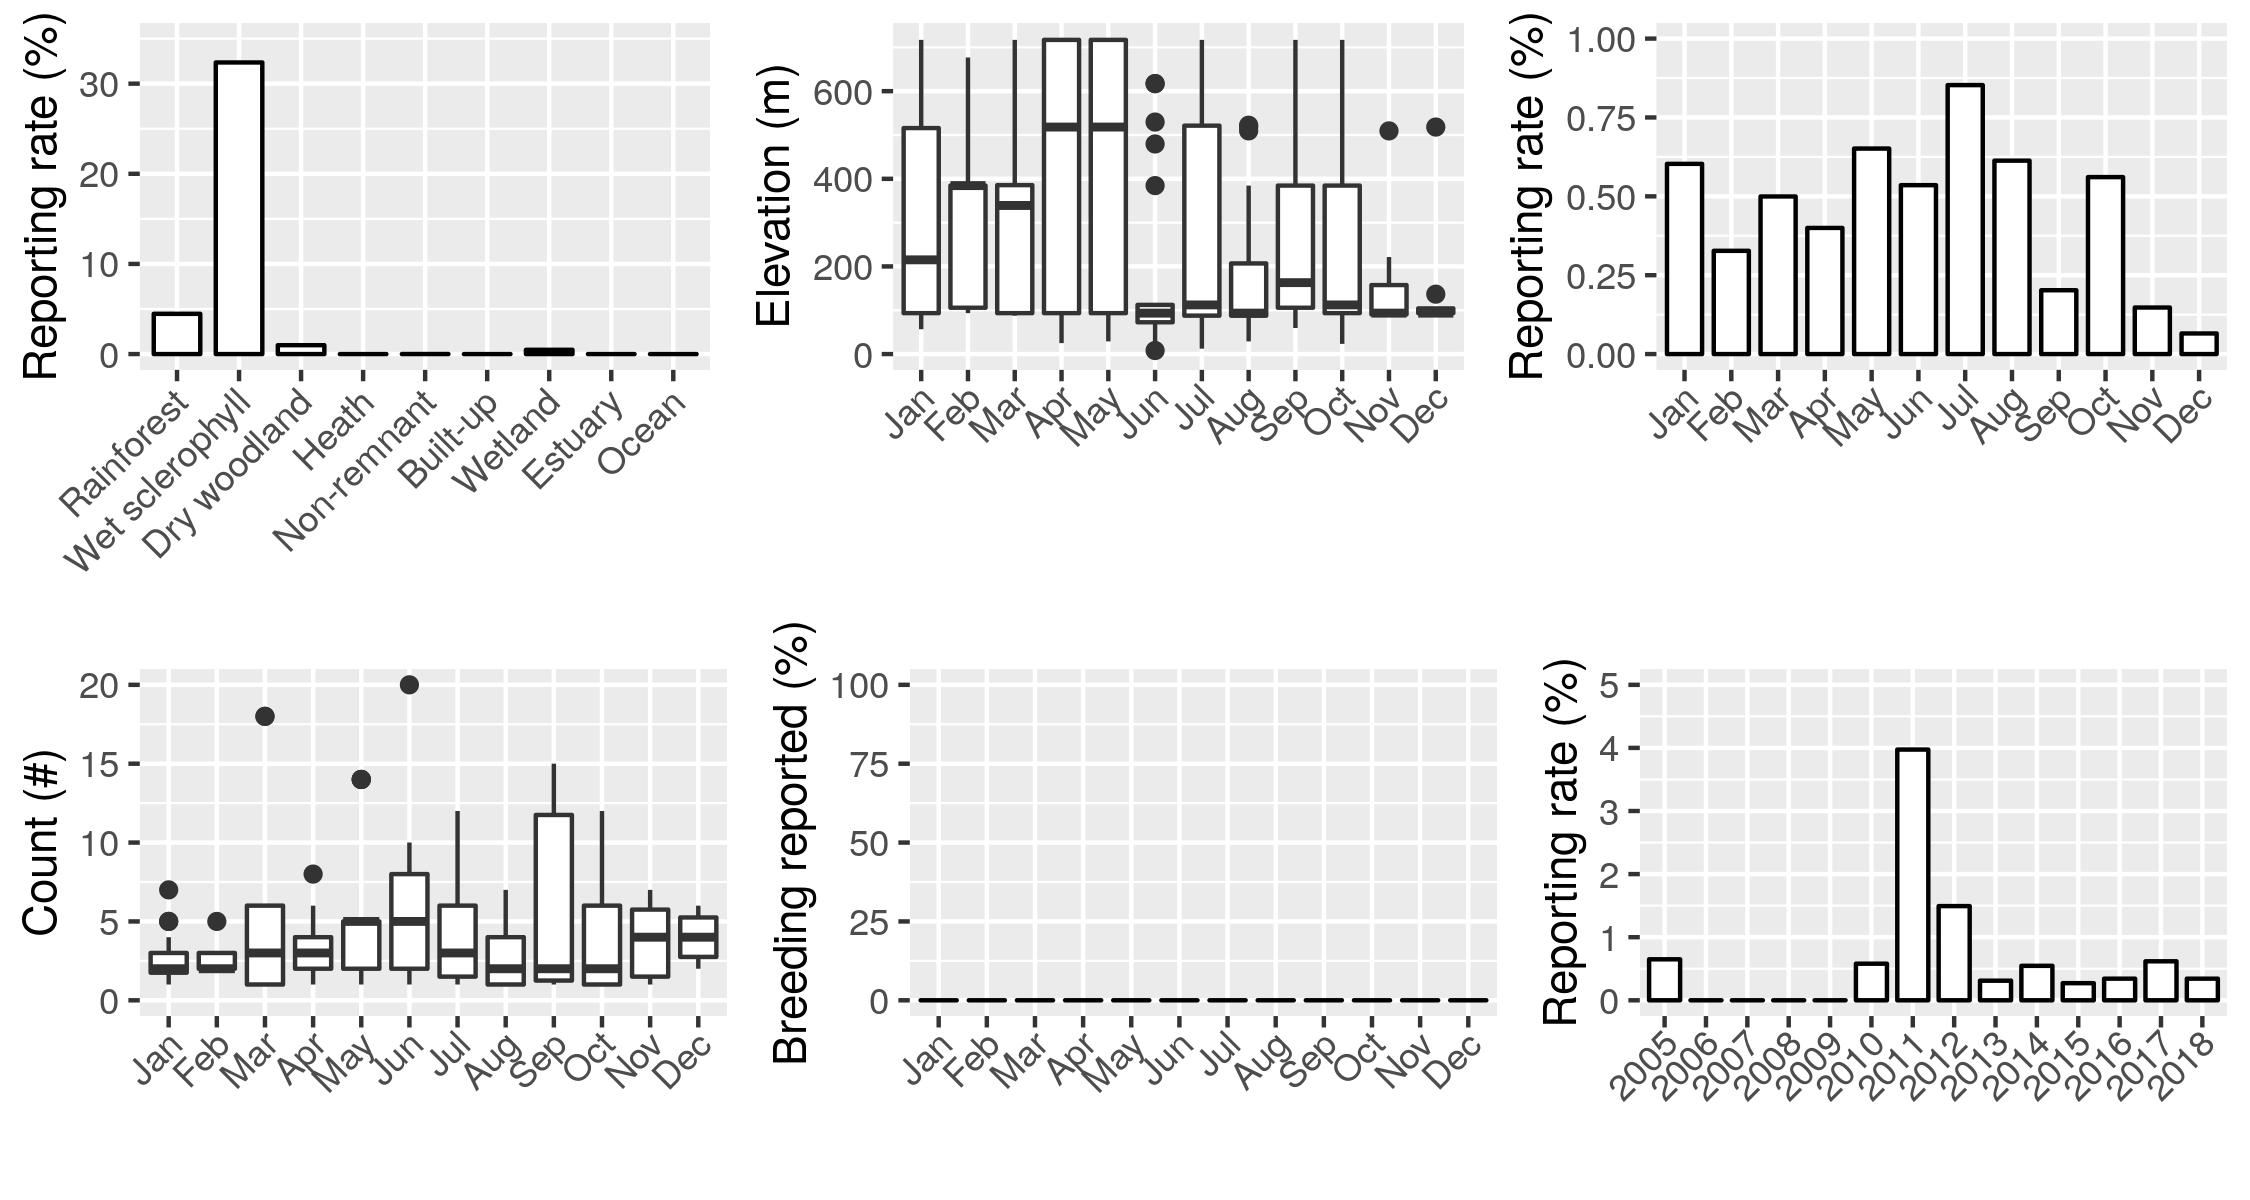 Reporting rate (%)
30
20
10
0
Rainforest
Wet sclerophyll
Dry woodland
Heath
Non-remnant
Built-up
Wetland
Estuary
Ocean
Elevation (m)
600
400
200
0
Jan
Feb
Mar
Apr
May
Jun
Jul
Aug
Sep
Oct
Nov
Dec
Reporting rate (%)
1.00
0.75
0.50
0.25
0.00
Jan
Feb
Mar
Apr
May
Jun
Jul
Aug
Sep
Oct
Nov
Dec
Count (#)
20
15
10
5
0
Jan
Feb
Mar
Apr
May
Jun
Jul
Aug
Sep
Oct
Nov
Dec
Breeding reported (%)
100
75
50
25
0
Jan
Feb
Mar
Apr
May
Jun
Jul
Aug
Sep
Oct
Nov
Dec
Reporting rate (%)
5
4
3
2
1
0
2005
2006
2007
2008
2009
2010
2011
2012
2013
2014
2015
2016
2017
2018